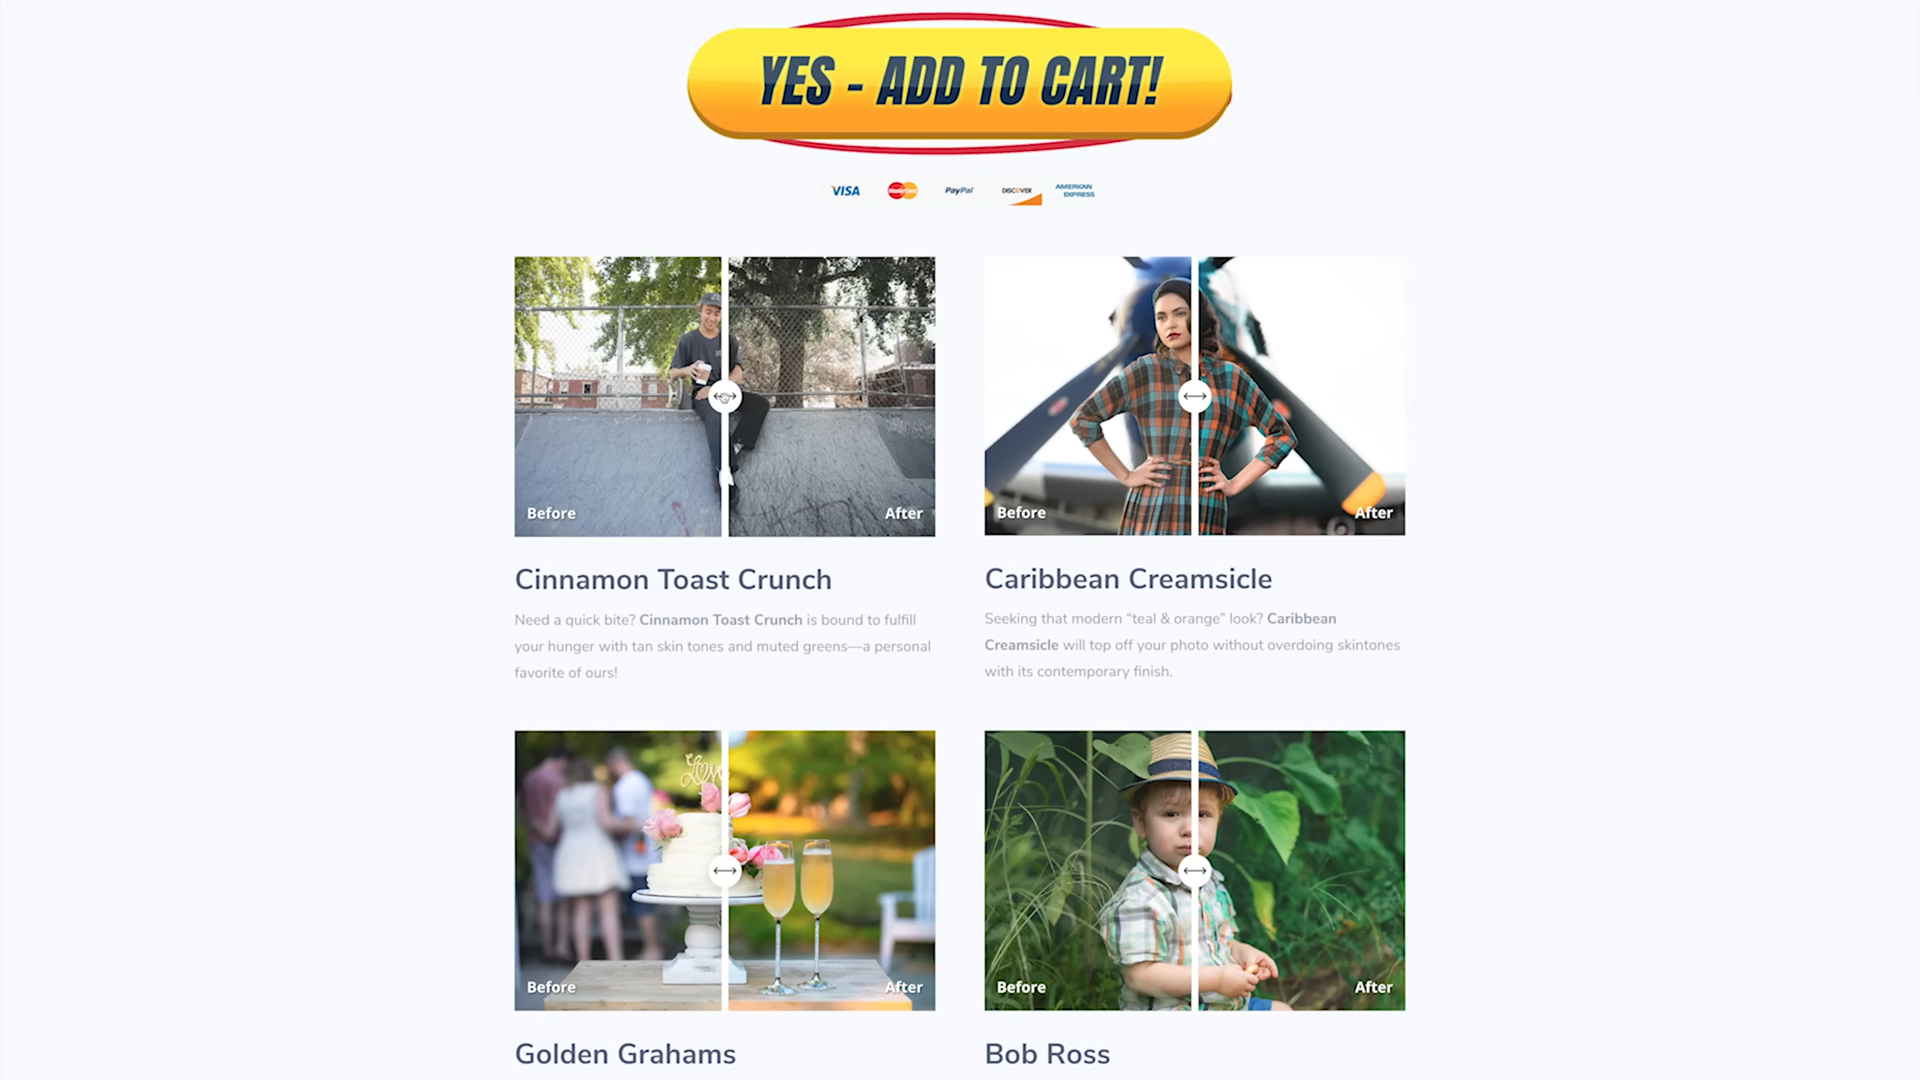 YES - ADD TO CART!
VISA MasterCard PayPal DISCOVER AMERICAN
EXPRESS
Before After
Before After
Cinnamon Toast Crunch
Need a quick bite? Cinnamon Toast Crunch is bound to fulfill
your hunger with tan skin tones and muted greens—a personal
favorite of ours!
Caribbean Creamsicle
Seeking that modern “teal & orange” look? Caribbean
Creamsicle will top off your photo without overdoing skintones
with its contemporary finish.
Love
Before After
Before After
Golden Grahams
Bob Ross